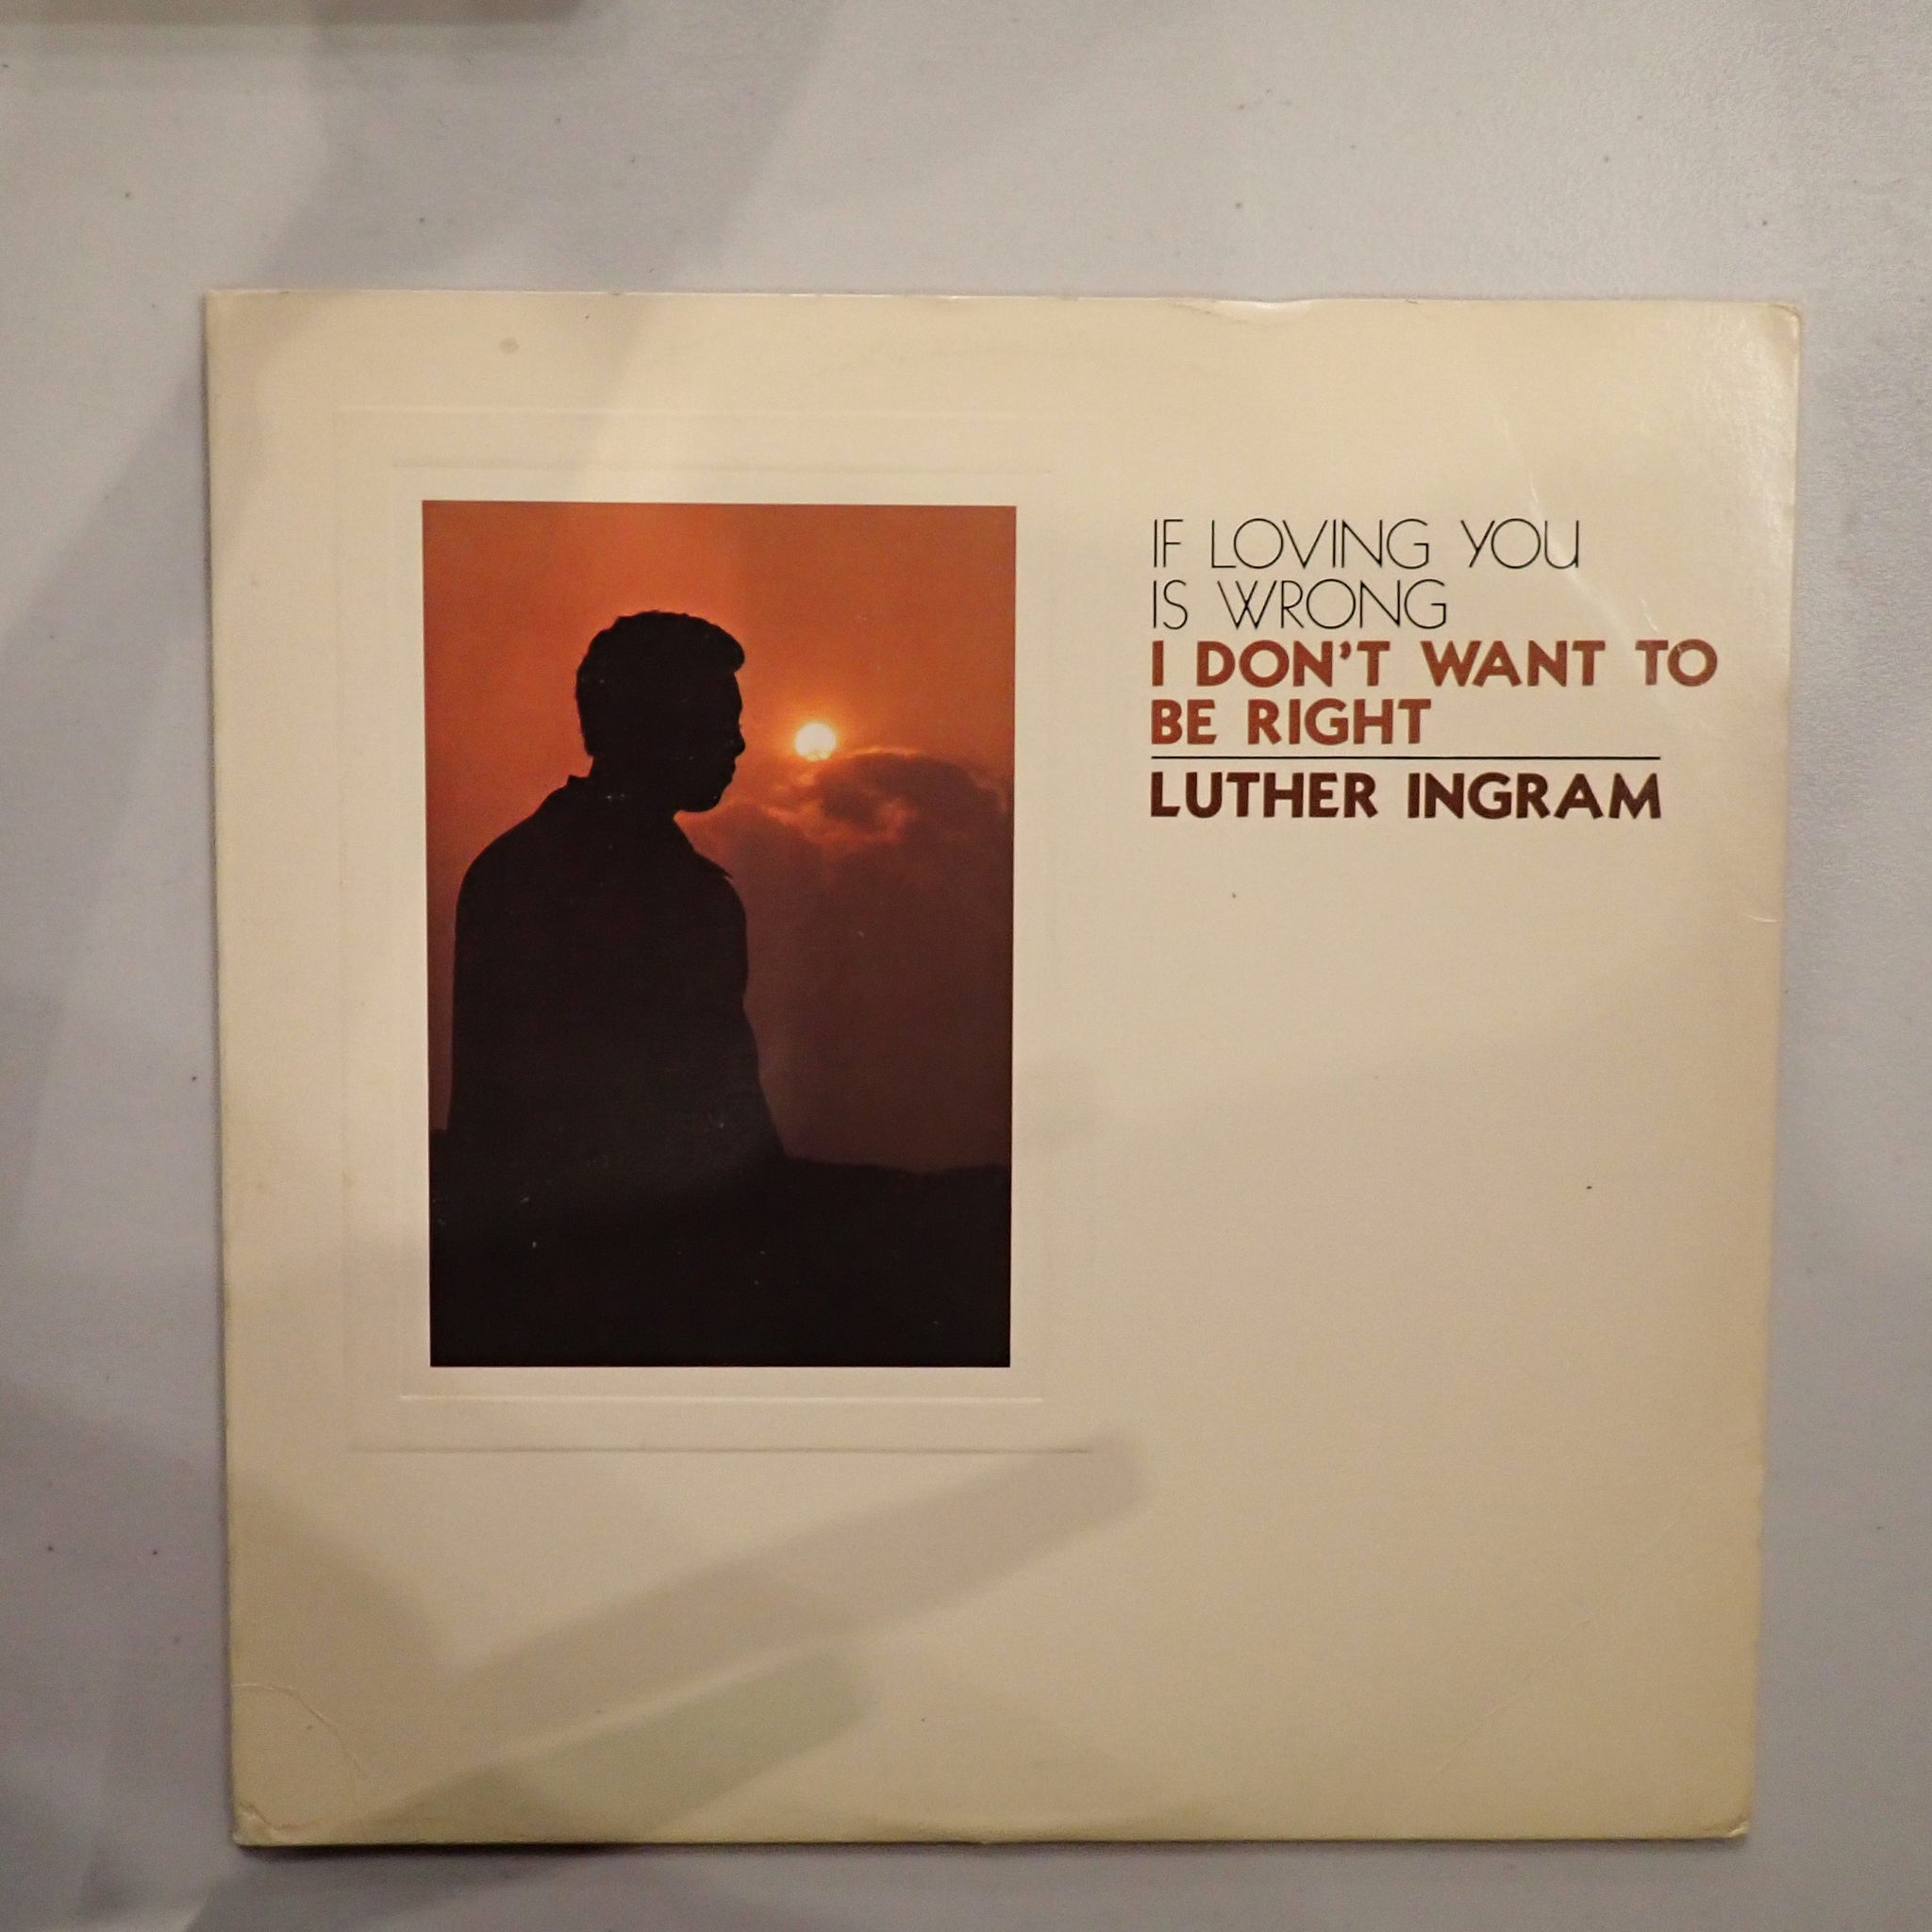 IF LOVING YOU
IS WRONG
I DON'T WANT TO
BE RIGHT
LUTHER INGRAM